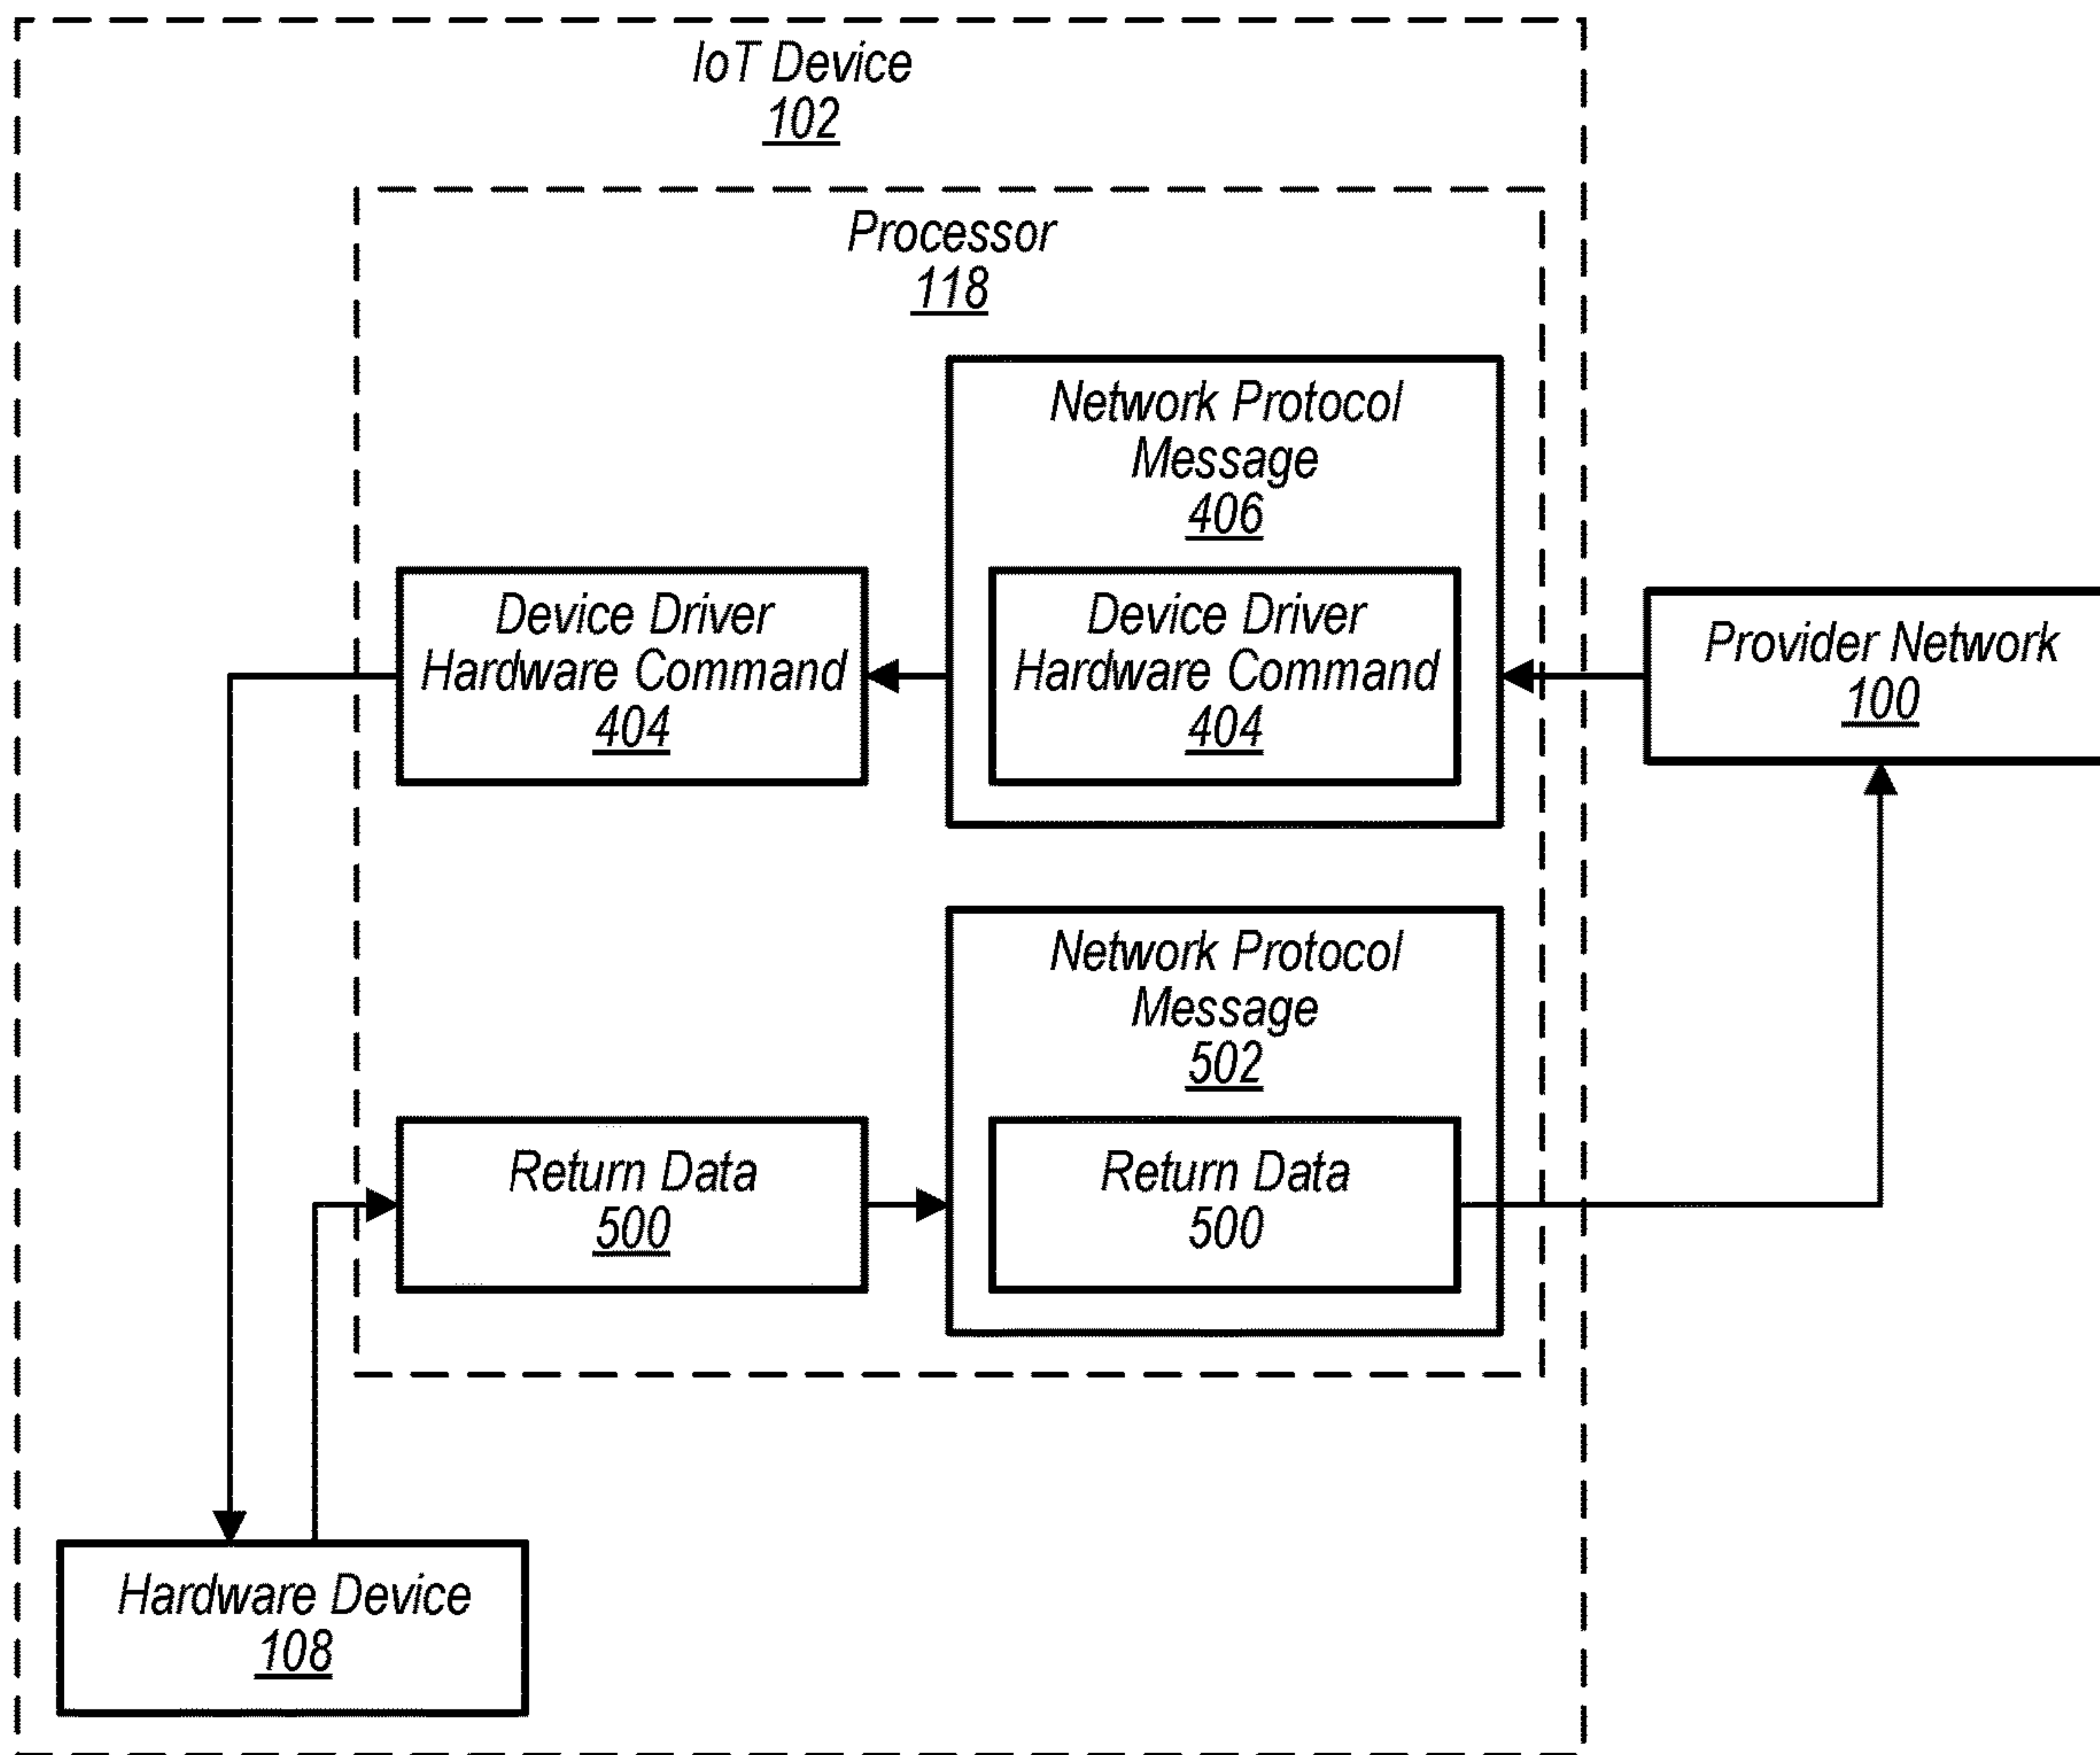 IoT Device
102
Processor
118
Network Protocol
Message
406
Device Driver
Hardware Command
404
Device Driver
Hardware Command
404
Provider Network
100
Network Protocol
Message
502
Return Data
500
Return Data
500
Hardware Device
108